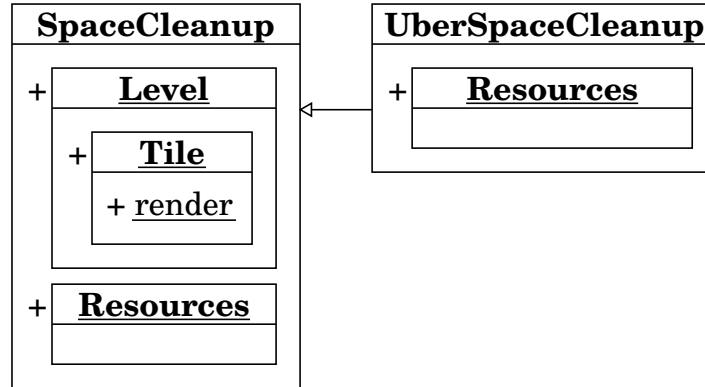 SpaceCleanup
+ Level
+ Tile
+ render
+ Resources
UberSpaceCleanup
+ Resources